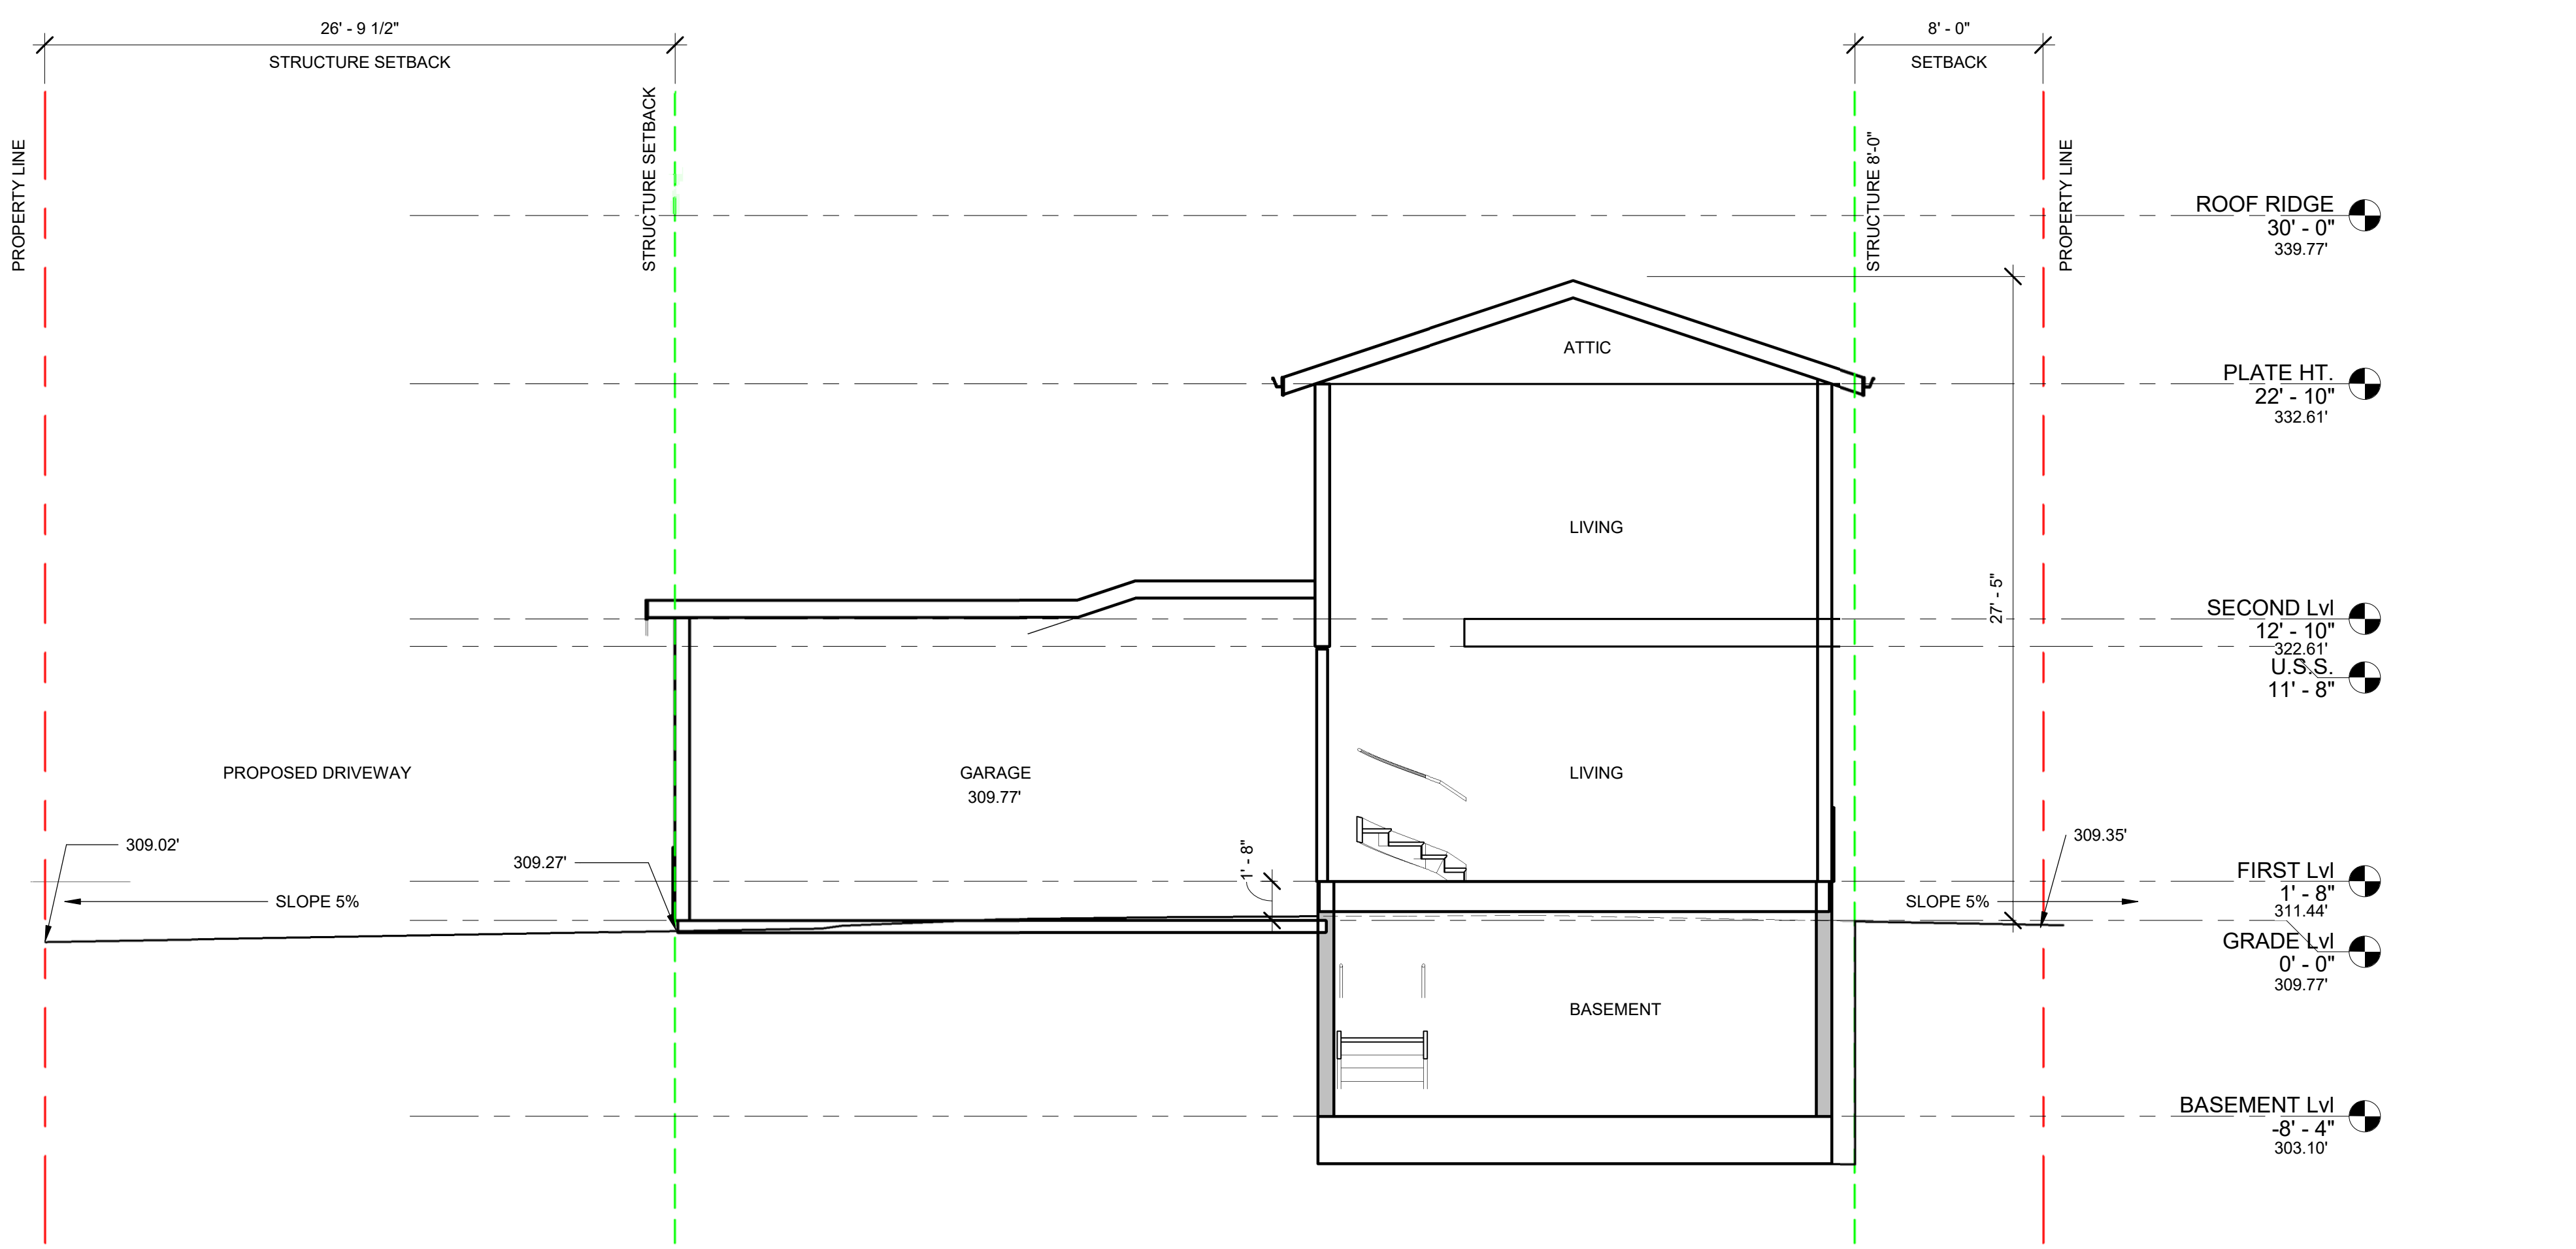 26' - 9 1/2"
STRUCTURE SETBACK
8' - 0"
SETBACK
PROPERTY LINE
STRUCTURE SETBACK
STRUCTURE 8'-0"
PROPERTY LINE
ROOF RIDGE
30' - 0"
339.77'
ATTIC
PLATE HT.
22' - 10"
332.61'
LIVING
27' - 5"
SECOND Lvl
12' - 10"
322.61'
U.S.S.
11' - 8"
PROPOSED DRIVEWAY
GARAGE
309.77'
LIVING
309.02'
309.27'
1' - 8"
309.35'
SLOPE 5%
SLOPE 5%
FIRST Lvl
1' - 8"
311.44'
GRADE Lvl
0' - 0"
309.77'
BASEMENT
BASEMENT Lvl
-8' - 4"
303.10'